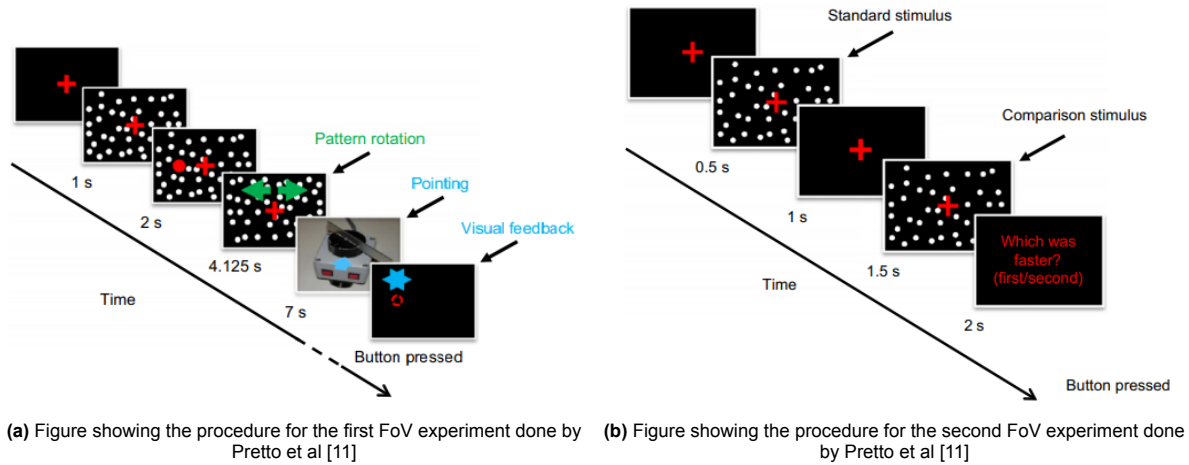 Pattern rotation
Pointing
Visual feedback
1 s
2 s
4.125 s
7 s
Time
Button pressed
(a) Figure showing the procedure for the first FoV experiment done by
Pretto et al [11]
Standard stimulus
Comparison stimulus
0.5 s
1 s
1.5 s
2 s
Which was
faster?
(first/second)
Time
Button pressed
(b) Figure showing the procedure for the second FoV experiment done
by Pretto et al [11]